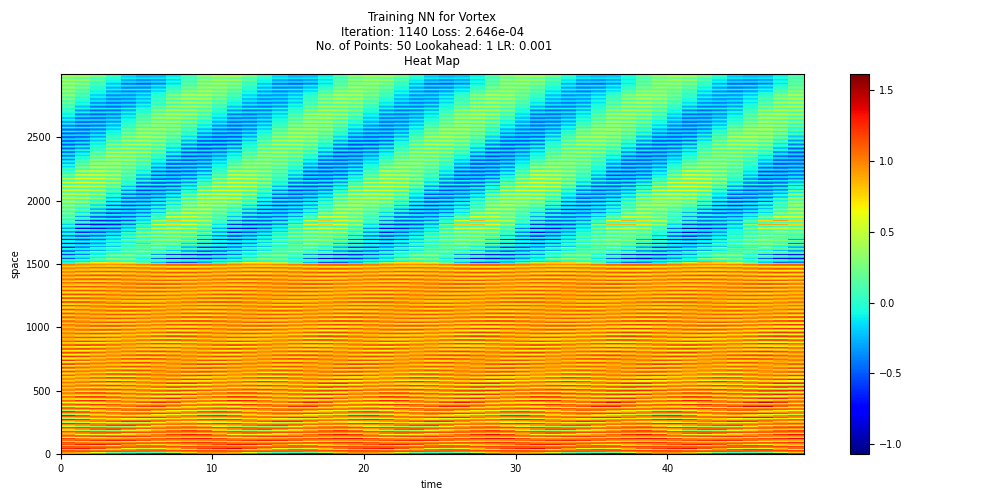 Training NN for Vortex
Iteration: 1140 Loss: 2.646e-04
No. of Points: 50 Lookahead: 1 LR: 0.001
Heat Map
space
2500
2000
1500
1000
500
0
0 10 20 30 40
time
1.5
1.0
0.5
0.0
−0.5
−1.0